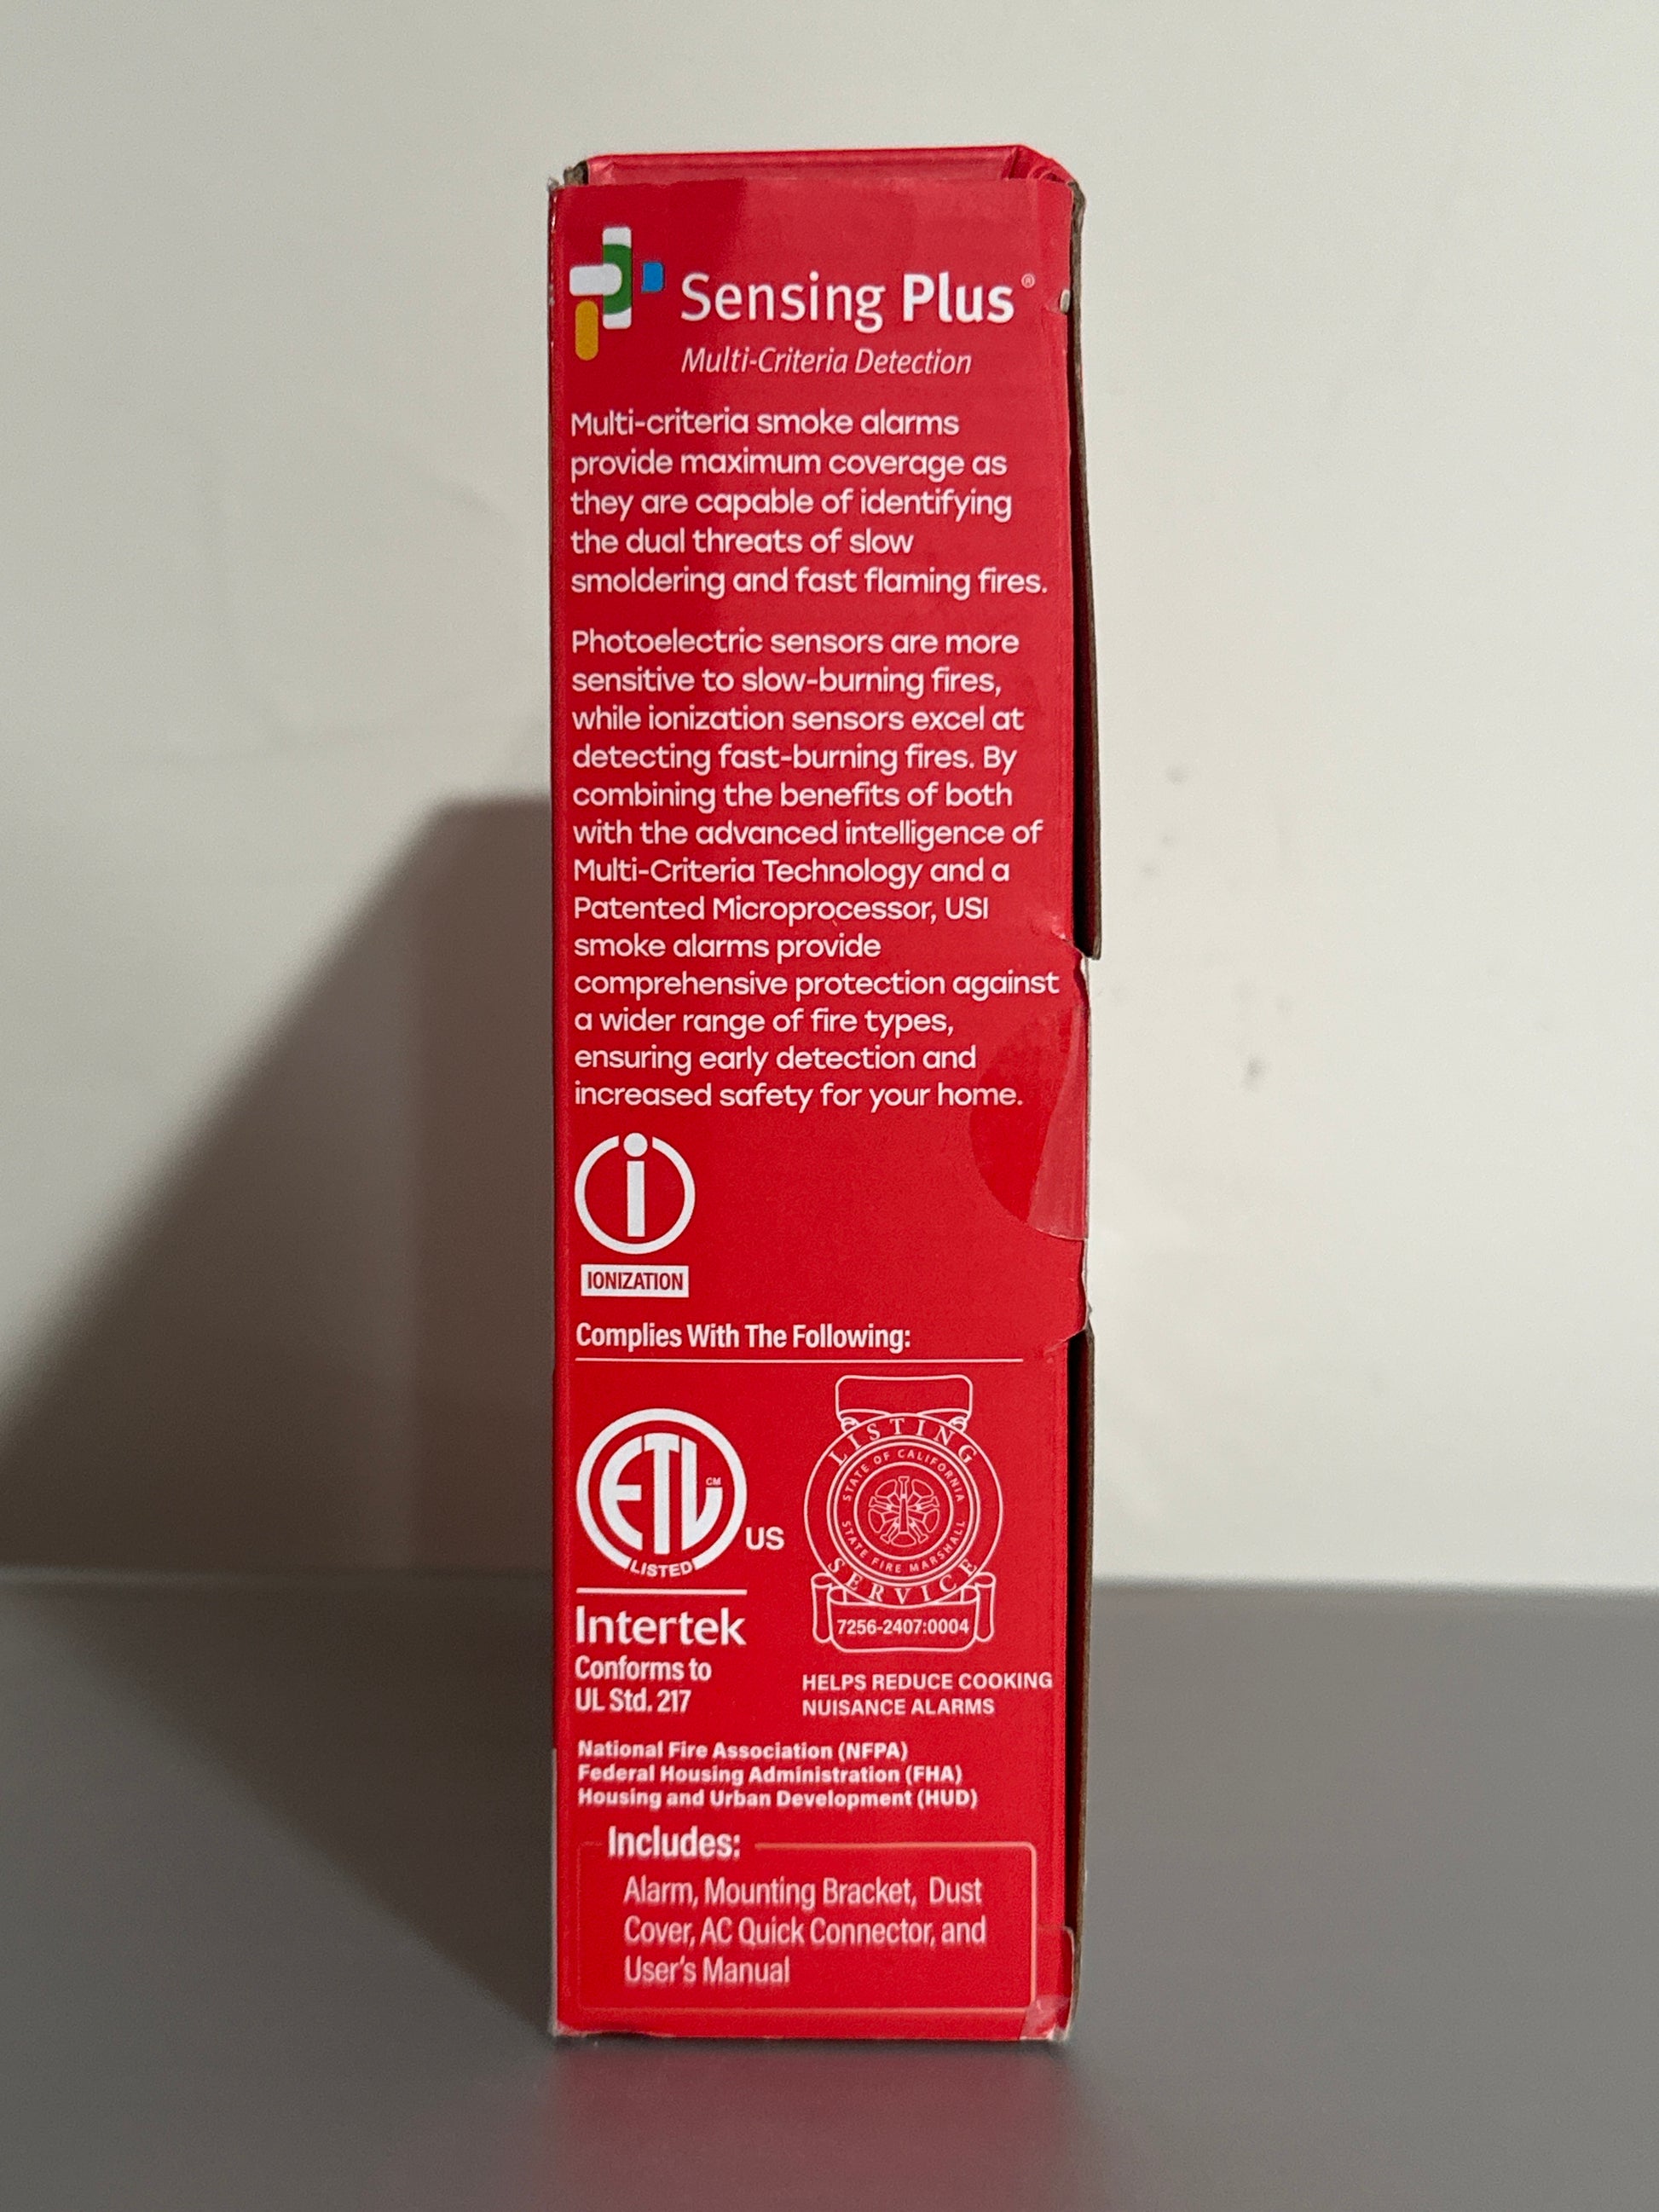 Sensing Plus®
Multi-Criteria Detection
Multi-criteria smoke alarms
provide maximum coverage as
they are capable of identifying
the dual threats of slow
smoldering and fast flaming fires.
Photoelectric sensors are more
sensitive to slow-burning fires,
while ionization sensors excel at
detecting fast-burning fires. By
combining the benefits of both
with the advanced intelligence of
Multi-Criteria Technology and a
Patented Microprocessor, USI
smoke alarms provide
comprehensive protection against
a wider range of fire types,
ensuring early detection and
increased safety for your home.
i
IONIZATION
Complies With The Following:
ETL CM
LISTED
US
Intertek
Conforms to
UL Std. 217
LISTING
STATE OF CALIFORNIA
STATE FIRE MARSHALL
SERVICE
7256-2407:0004
HELPS REDUCE COOKING
NUISANCE ALARMS
National Fire Association (NFPA)
Federal Housing Administration (FHA)
Housing and Urban Development (HUD)
Includes:
Alarm, Mounting Bracket, Dust
Cover, AC Quick Connector, and
User's Manual